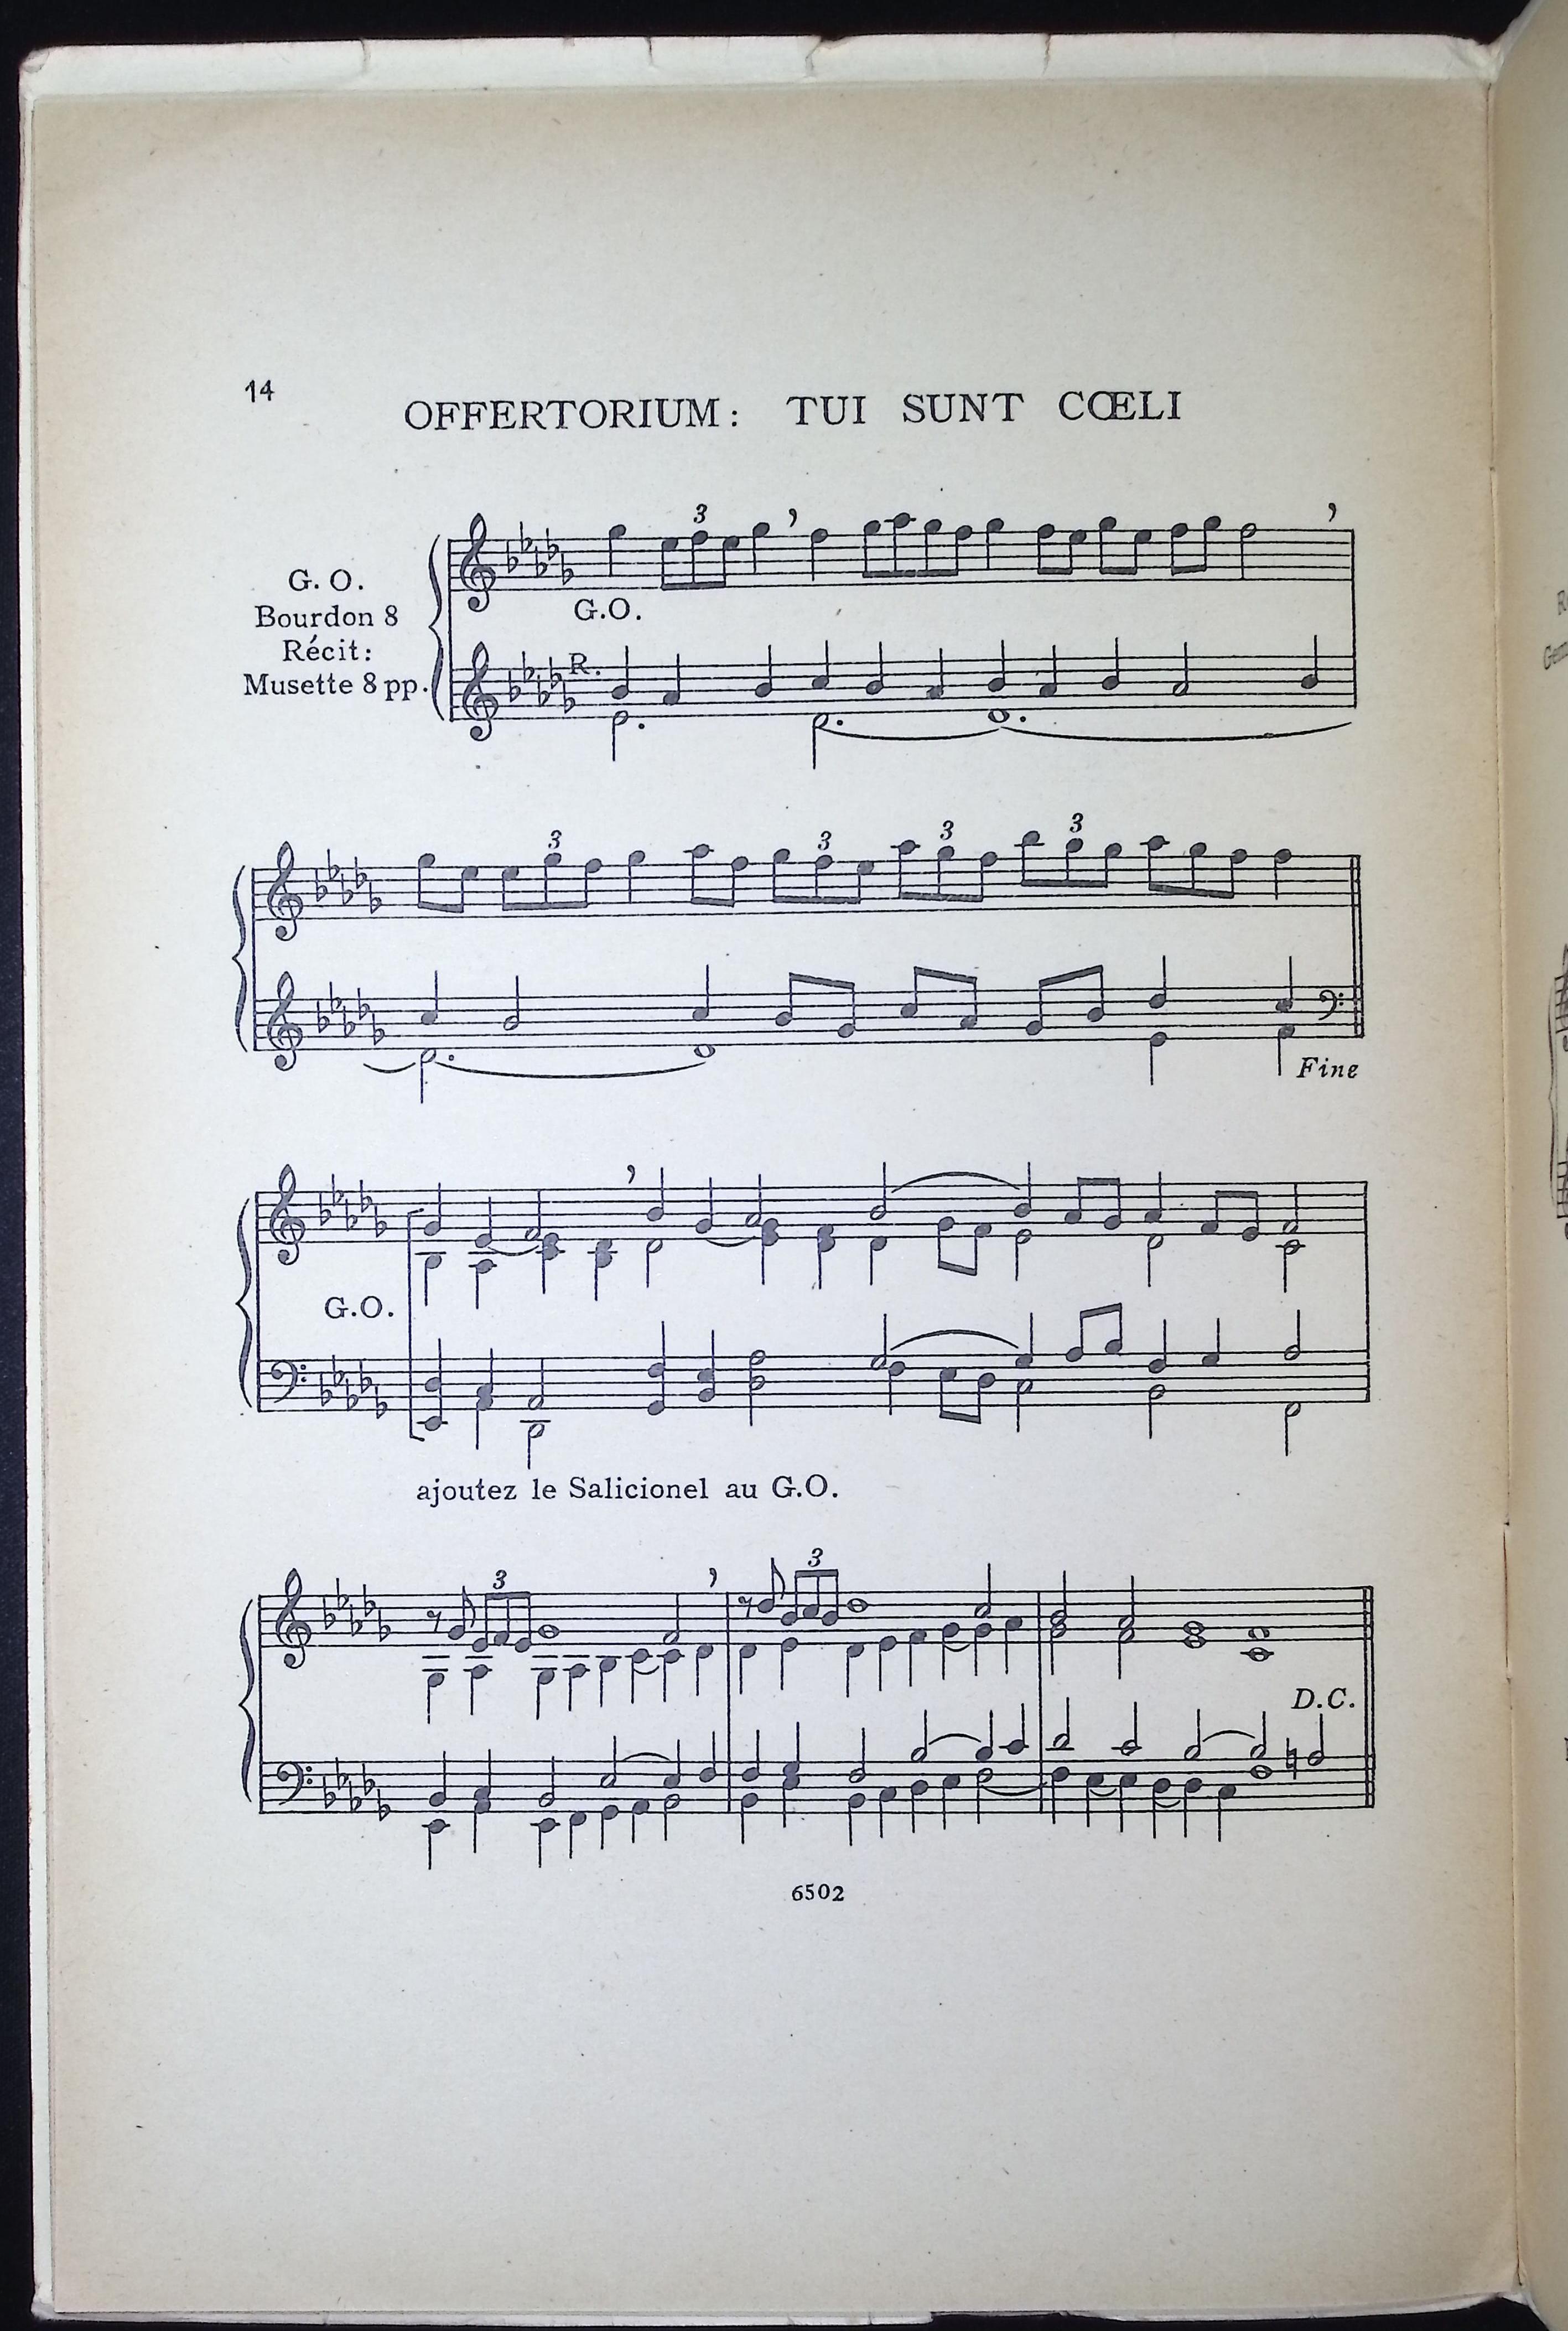 14
OFFERTORIUM: TUI SUNT CŒLI
G. O.
Bourdon 8
Récit:
Musette 8 pp.
3
G.O.
R.
3
3
3
3
Fine
G.O.
ajoutez le Salicionel au G.O.
3
3
D.C.
6502